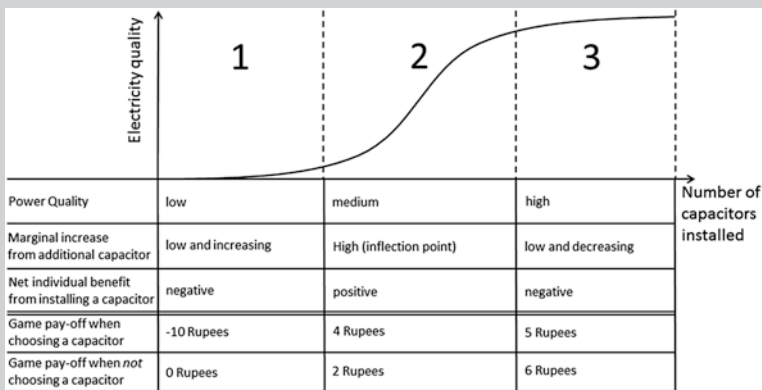 Electricity quality
1
2
3
Number of
capacitors
installed
Power Quality
low
medium
high
Marginal increase
from additional capacitor
low and increasing
High (inflection point)
low and decreasing
Net individual benefit
from installing a capacitor
negative
positive
negative
Game pay-off when
choosing a capacitor
-10 Rupees
4 Rupees
5 Rupees
Game pay-off when not
choosing a capacitor
0 Rupees
2 Rupees
6 Rupees